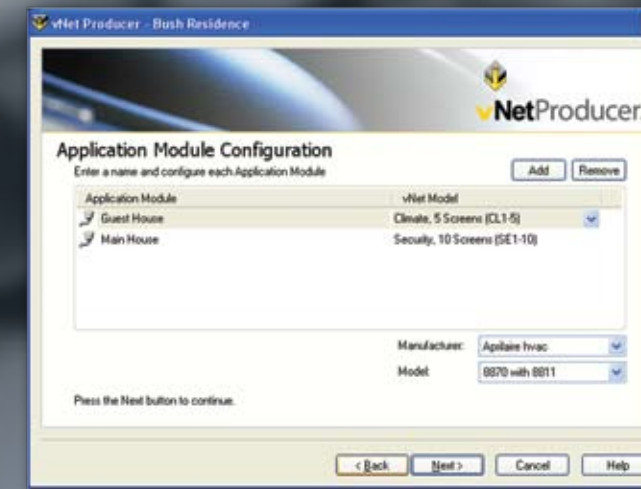 vNet Producer - Bush Residence
vNetProducer
Application Module Configuration
Enter a name and configure each Application Module
Add Remove
Application Module vNet Model
Guest House Climate, 5 Screens (CL1-5)
Main House Security, 10 Screens (SE1-10)
Manufacturer: Aprilaire hvac
Model: 8870 with 8811
Press the Next button to continue.
< Back Next > Cancel Help